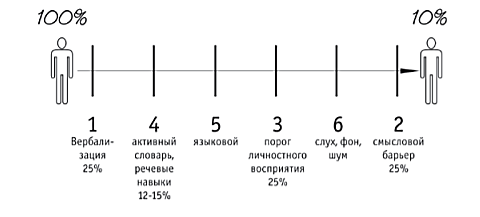 100% 10%
1 4 5 3 6 2
Вербали-
зация
25%
активный
словарь,
речевые
навыки
12-15%
языковой
порог
личностного
восприятия
25%
слух, фон,
шум
смысловой
барьер
25%